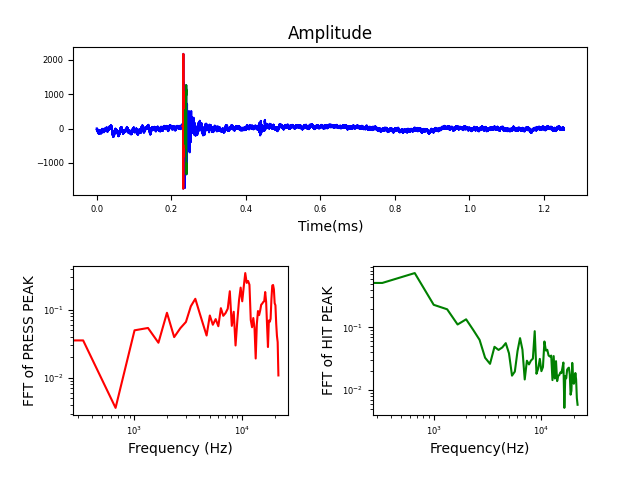 Amplitude
2000
1000
0
−1000
0.0 0.2 0.4 0.6 0.8 1.0 1.2
Time(ms)
FFT of PRESS PEAK
10⁻¹
10⁻²
10³ 10⁴
Frequency (Hz)
FFT of HIT PEAK
10⁻¹
10⁻²
10³ 10⁴
Frequency(Hz)